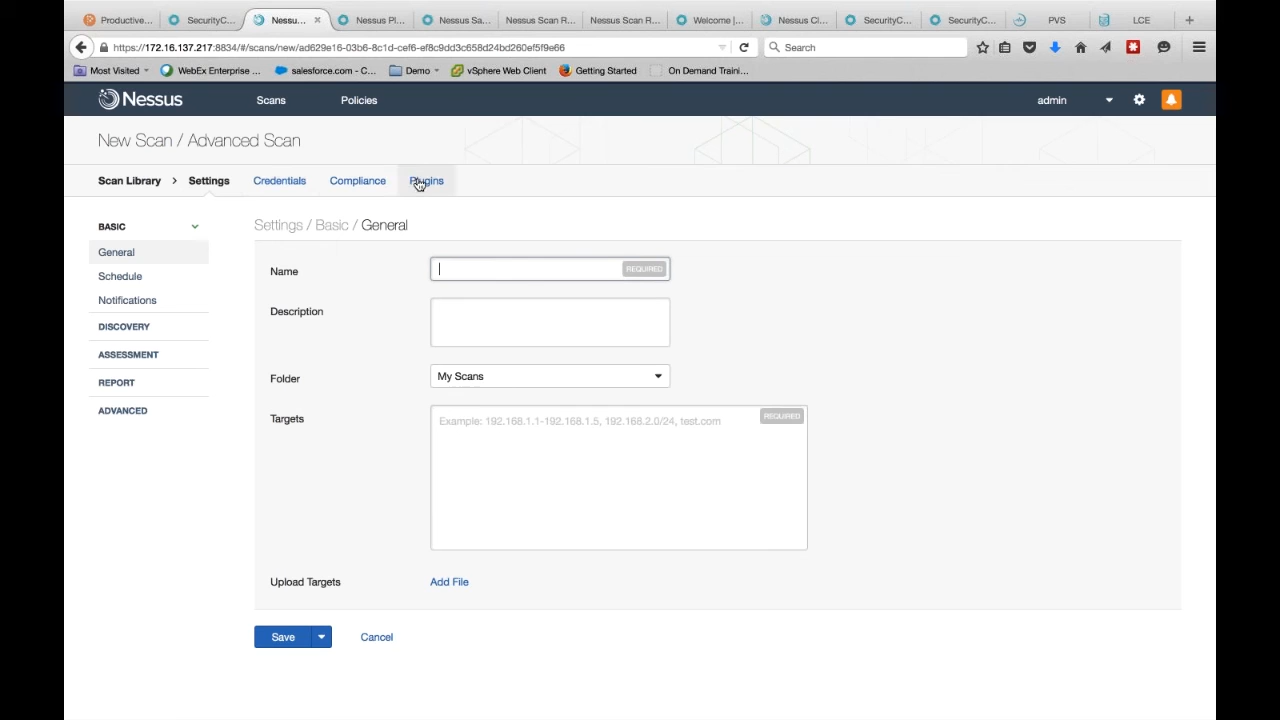 Productive...
SecurityC...
Nessu...
Nessus Pl...
Nessus Sa...
Nessus Scan R...
Nessus Scan R...
Welcome |...
Nessus Cl...
SecurityC...
SecurityC...
PVS
LCE
https://172.16.137.217:8834/#/scans/new/ad629e16-03b6-8c1d-cef6-ef8c9dd3c658d24bd260ef5f9e66
Search
Most Visited
WebEx Enterprise ...
salesforce.com - C...
Demo
vSphere Web Client
Getting Started
On Demand Traini...
Nessus
Scans
Policies
admin
New Scan / Advanced Scan
Scan Library > Settings
Credentials
Compliance
Plugins
BASIC
General
Schedule
Notifications
DISCOVERY
ASSESSMENT
REPORT
ADVANCED
Settings / Basic / General
Name
REQUIRED
Description
Folder
My Scans
Targets
Example: 192.168.1.1-192.168.1.5, 192.168.2.0/24, test.com
REQUIRED
Upload Targets
Add File
Save
Cancel